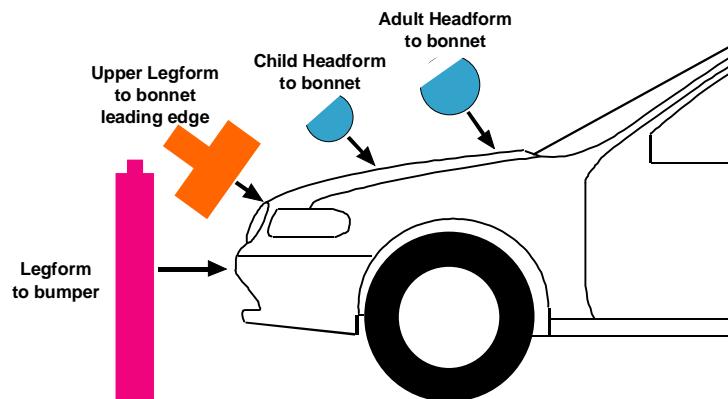 Adult Headform
to bonnet
Child Headform
to bonnet
Upper Legform
to bonnet
leading edge
Legform
to bumper